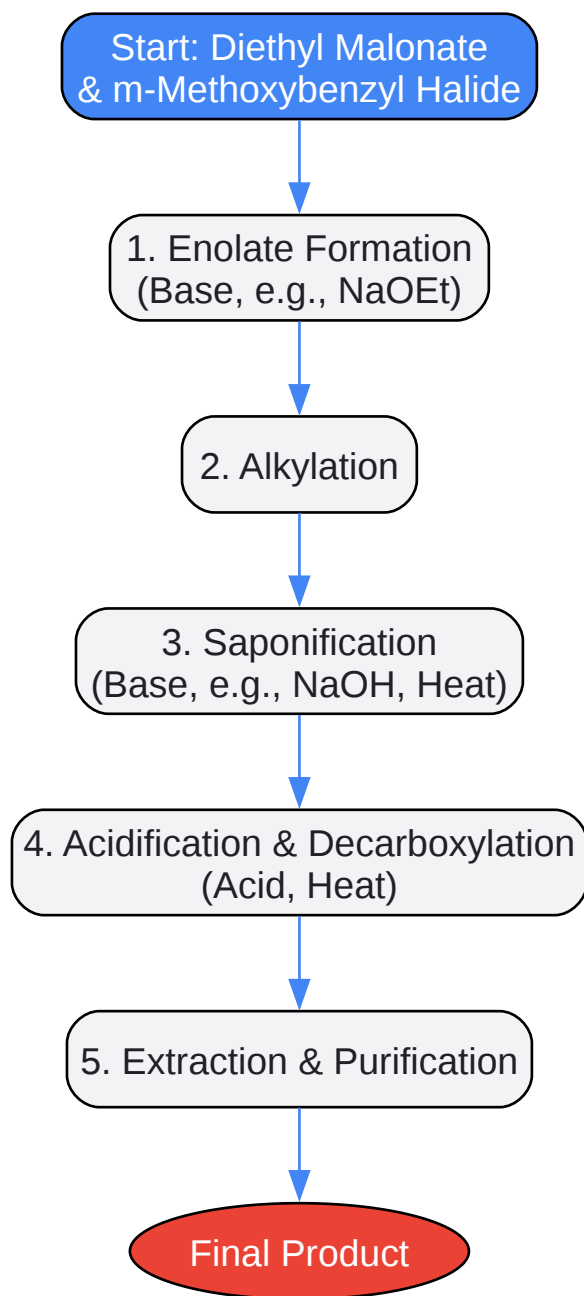 Start: Diethyl Malonate
& m-Methoxybenzyl Halide
1. Enolate Formation
(Base, e.g., NaOEt)
2. Alkylation
3. Saponification
(Base, e.g., NaOH, Heat)
4. Acidification & Decarboxylation
(Acid, Heat)
5. Extraction & Purification
Final Product